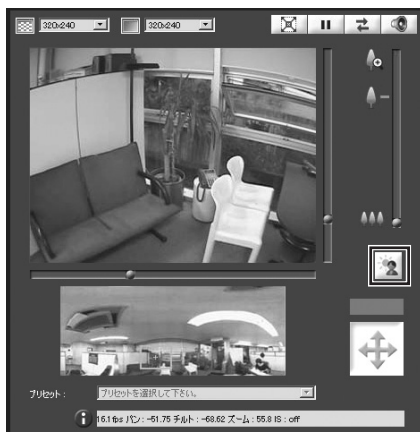 320x240 320x240
プリセット： プリセットを選択して下さい。
16.1 fps パン : -51.75 チルト : -68.62 ズーム : 55.8 IS : off